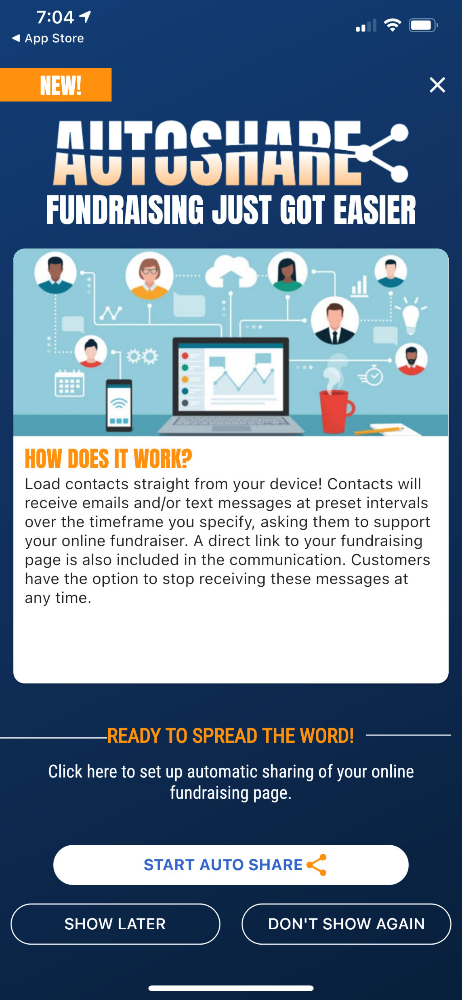 7:04
App Store
NEW!
AUTOSHARE
FUNDRAISING JUST GOT EASIER
HOW DOES IT WORK?
Load contacts straight from your device! Contacts will
receive emails and/or text messages at preset intervals
over the timeframe you specify, asking them to support
your online fundraiser. A direct link to your fundraising
page is also included in the communication. Customers
have the option to stop receiving these messages at
any time.
READY TO SPREAD THE WORD!
Click here to set up automatic sharing of your online
fundraising page.
START AUTO SHARE
SHOW LATER
DON'T SHOW AGAIN